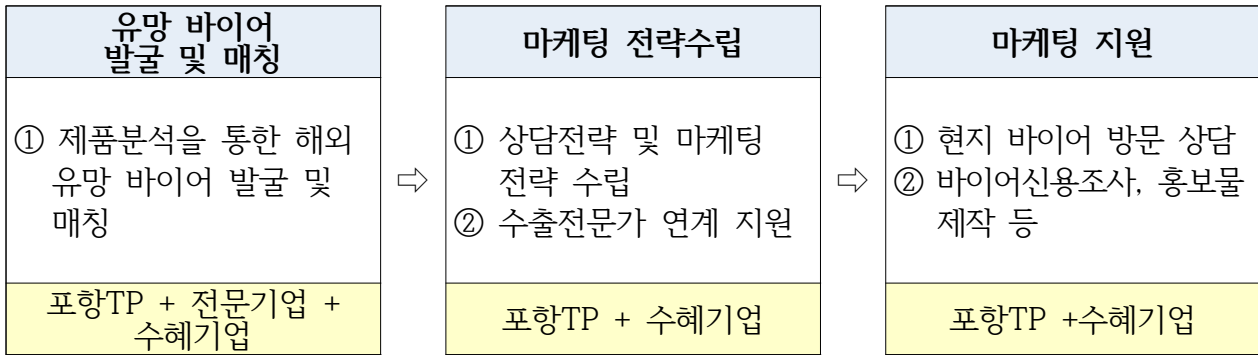 유망 바이어
발굴 및 매칭
① 제품분석을 통한 해외
유망 바이어 발굴 및
매칭
포항TP + 전문기업 +
수혜기업
⇨
마케팅 전략수립
① 상담전략 및 마케팅
전략 수립
② 수출전문가 연계 지원
포항TP + 수혜기업
⇨
마케팅 지원
① 현지 바이어 방문 상담
② 바이어신용조사, 홍보물
제작 등
포항TP +수혜기업